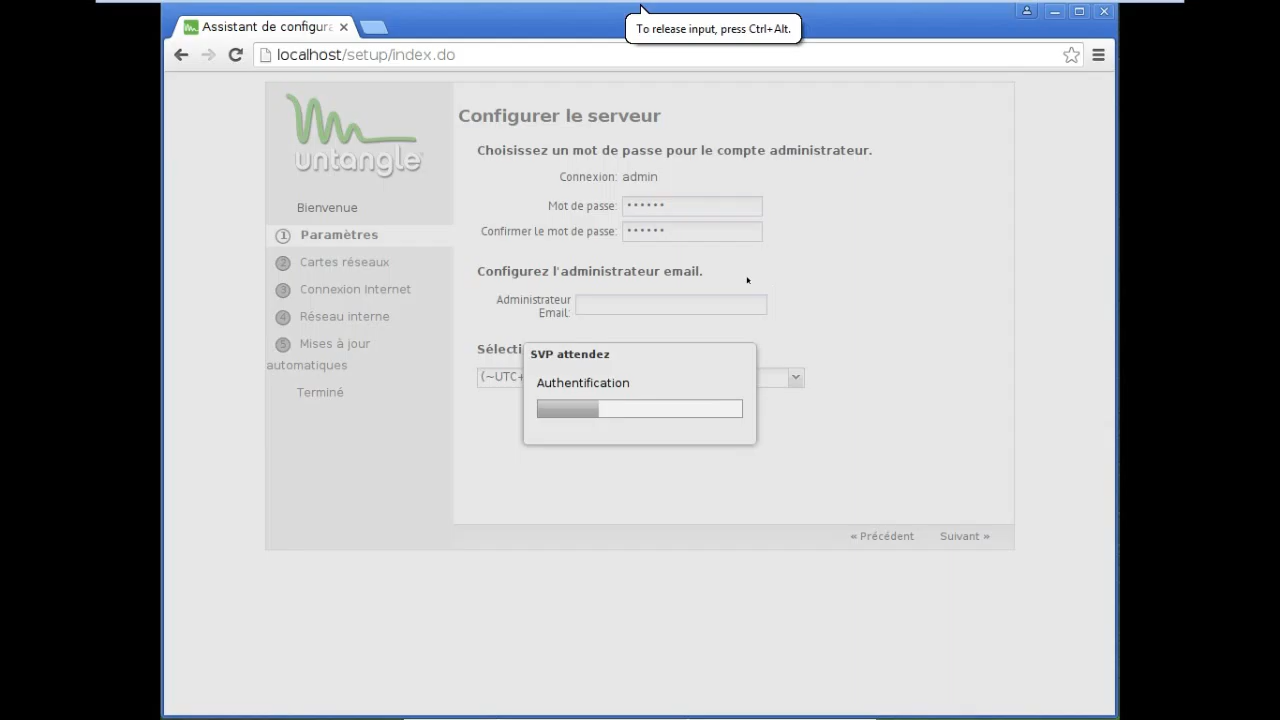 Assistant de configura
To release input, press Ctrl+Alt.
localhost/setup/index.do
untangle
Bienvenue
1 Paramètres
2 Cartes réseaux
3 Connexion Internet
4 Réseau interne
5 Mises à jour
automatiques
Terminé
Configurer le serveur
Choisissez un mot de passe pour le compte administrateur.
Connexion: admin
Mot de passe: ••••••
Confirmer le mot de passe: ••••••
Configurez l'administrateur email.
Administrateur
Email:
Sélecti
(~UTC+
SVP attendez
Authentification
« Précédent Suivant »